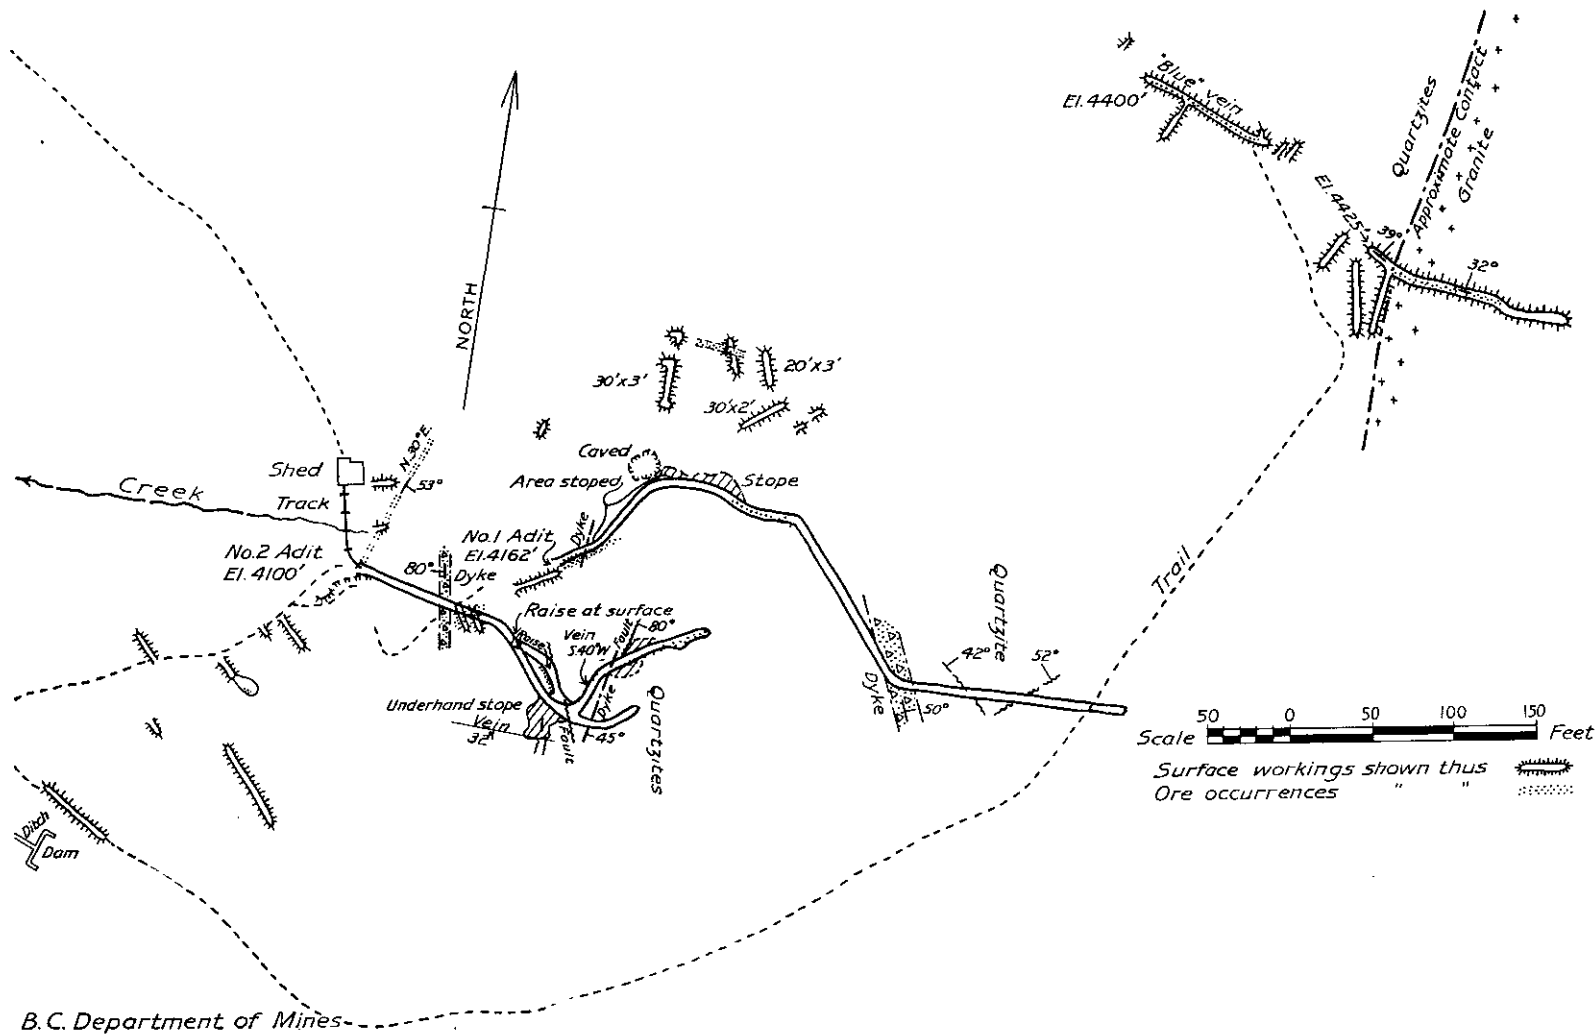 "Blue" vein
El. 4400'
Quartzites
Approximate Contact
Granite
El. 4425'
39°
32°
NORTH
30'x3'
20'x3'
30'x2'
N.30°E.
53°
Shed
Track
Creek
Caved
Area stoped
Stope
Dyke
No.1 Adit
El. 4162'
No.2 Adit
El. 4100'
80°
Dyke
Raise at surface
Raise
Vein
S.40°W
Fault
80°
Dyke
Quartzites
Underhand stope
Vein
32°
Fault
45°
Quartzite
42°
52°
Dyke
50°
Trail
50 0 50 100 150
Scale Feet
Surface workings shown thus
Ore occurrences " "
Ditch
Dam
B.C. Department of Mines